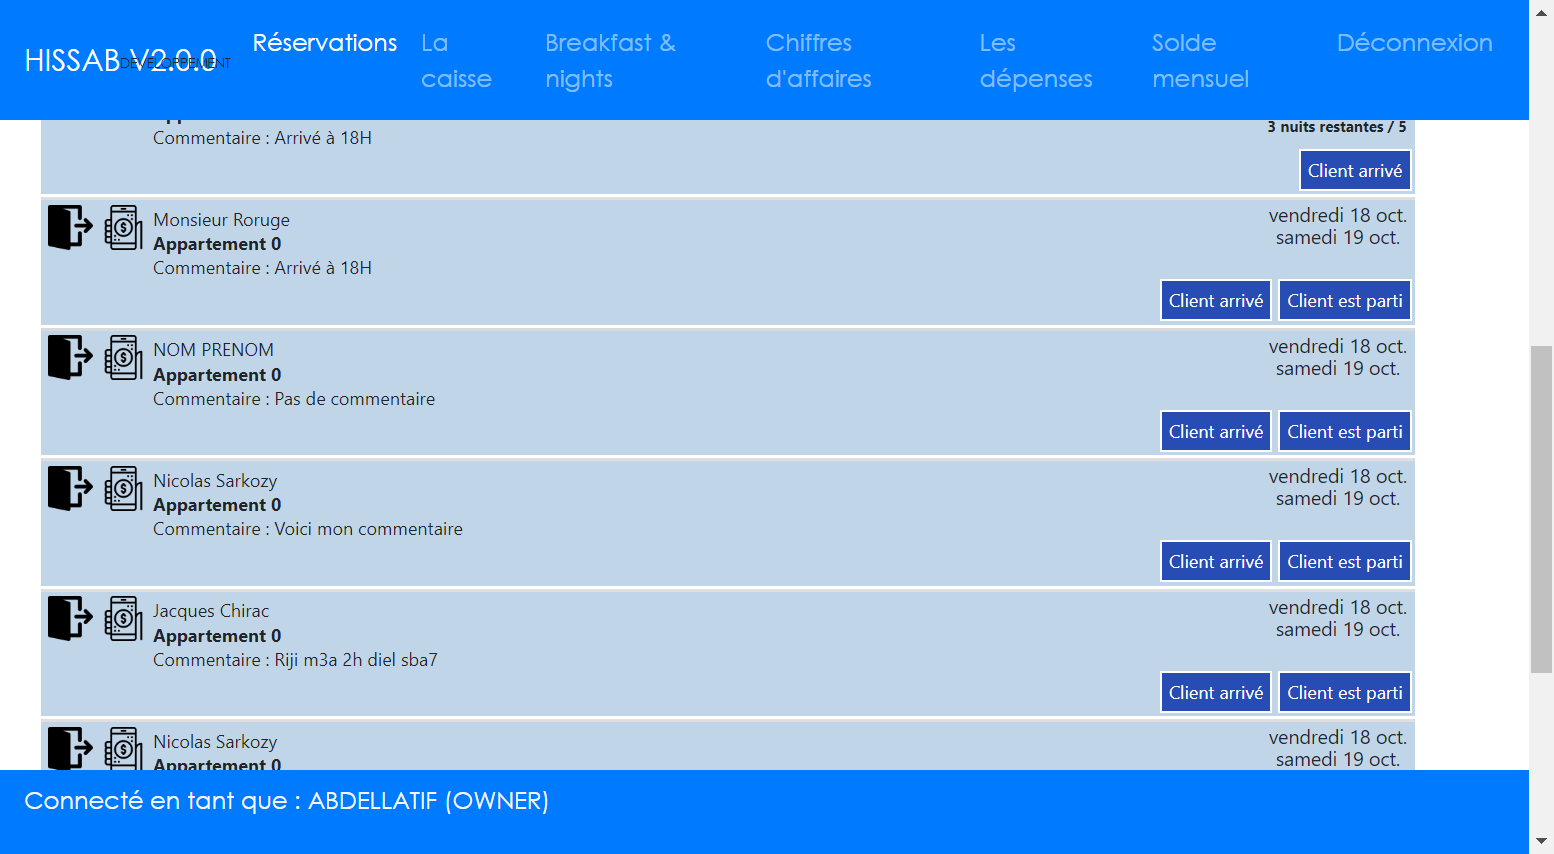 HISSAB V2.0.0
DEVELOPPEMENT
Réservations
La caisse
Breakfast & nights
Chiffres d'affaires
Les dépenses
Solde mensuel
Déconnexion
Commentaire : Arrivé à 18H
3 nuits restantes / 5
Client arrivé
Monsieur Roruge
Appartement 0
Commentaire : Arrivé à 18H
vendredi 18 oct.
samedi 19 oct.
Client arrivé
Client est parti
NOM PRENOM
Appartement 0
Commentaire : Pas de commentaire
vendredi 18 oct.
samedi 19 oct.
Client arrivé
Client est parti
Nicolas Sarkozy
Appartement 0
Commentaire : Voici mon commentaire
vendredi 18 oct.
samedi 19 oct.
Client arrivé
Client est parti
Jacques Chirac
Appartement 0
Commentaire : Riji m3a 2h diel sba7
vendredi 18 oct.
samedi 19 oct.
Client arrivé
Client est parti
Nicolas Sarkozy
Appartement 0
vendredi 18 oct.
samedi 19 oct.
Connecté en tant que : ABDELLATIF (OWNER)